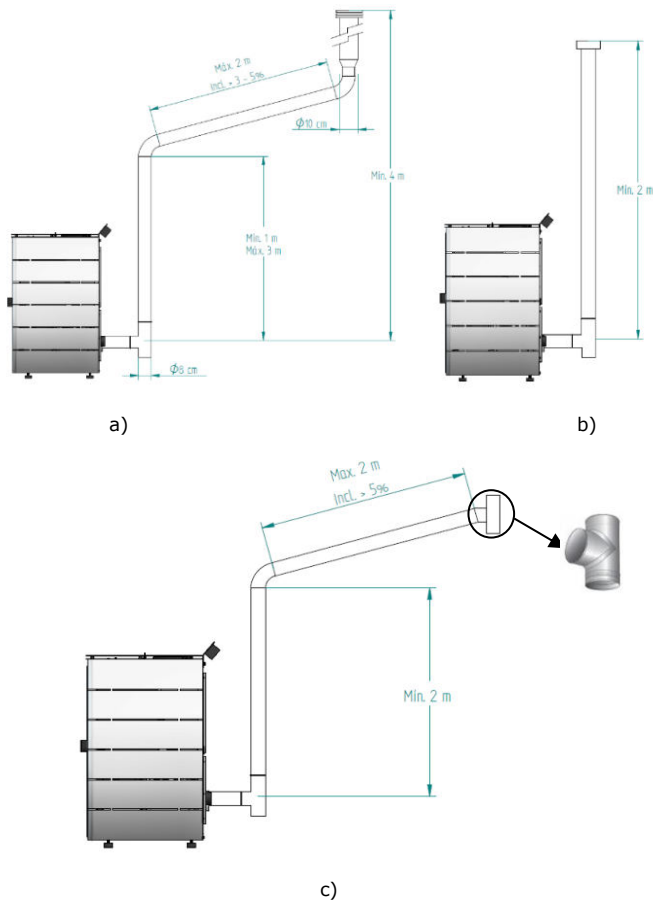 Máx. 2 m
Incl. > 3 - 5%
Φ10 cm
Mín. 4 m
Mín. 1 m
Máx. 3 m
Φ8 cm
a)
Mín. 2 m
b)
Max. 2 m
Incl. > 5%
Mín. 2 m
c)